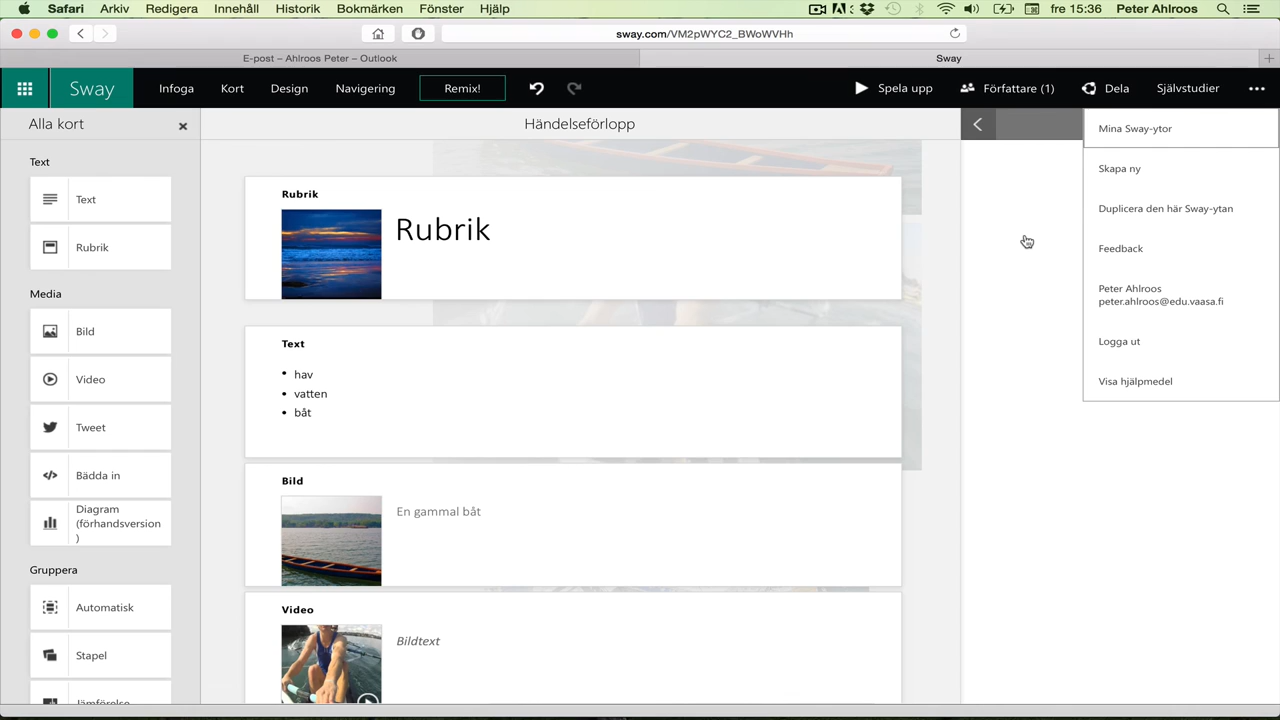 Safari Arkiv Redigera Innehåll Historik Bokmärken Fönster Hjälp fre 15:36 Peter Ahlroos
sway.com/VM2pWYC2_BWoWVHh
E-post – Ahlroos Peter – Outlook Sway
Sway Infoga Kort Design Navigering Remix! Spela upp Författare (1) Dela Självstudier
Alla kort
Händelseförlopp
Text
Text
Rubrik
Media
Bild
Video
Tweet
Bädda in
Diagram
(förhandsversion
)
Gruppera
Automatisk
Stapel
Jämförelse
Rubrik
Rubrik
Text
• hav
• vatten
• båt
Bild
En gammal båt
Video
Bildtext
Mina Sway-ytor
Skapa ny
Duplicera den här Sway-ytan
Feedback
Peter Ahlroos
peter.ahlroos@edu.vaasa.fi
Logga ut
Visa hjälpmedel